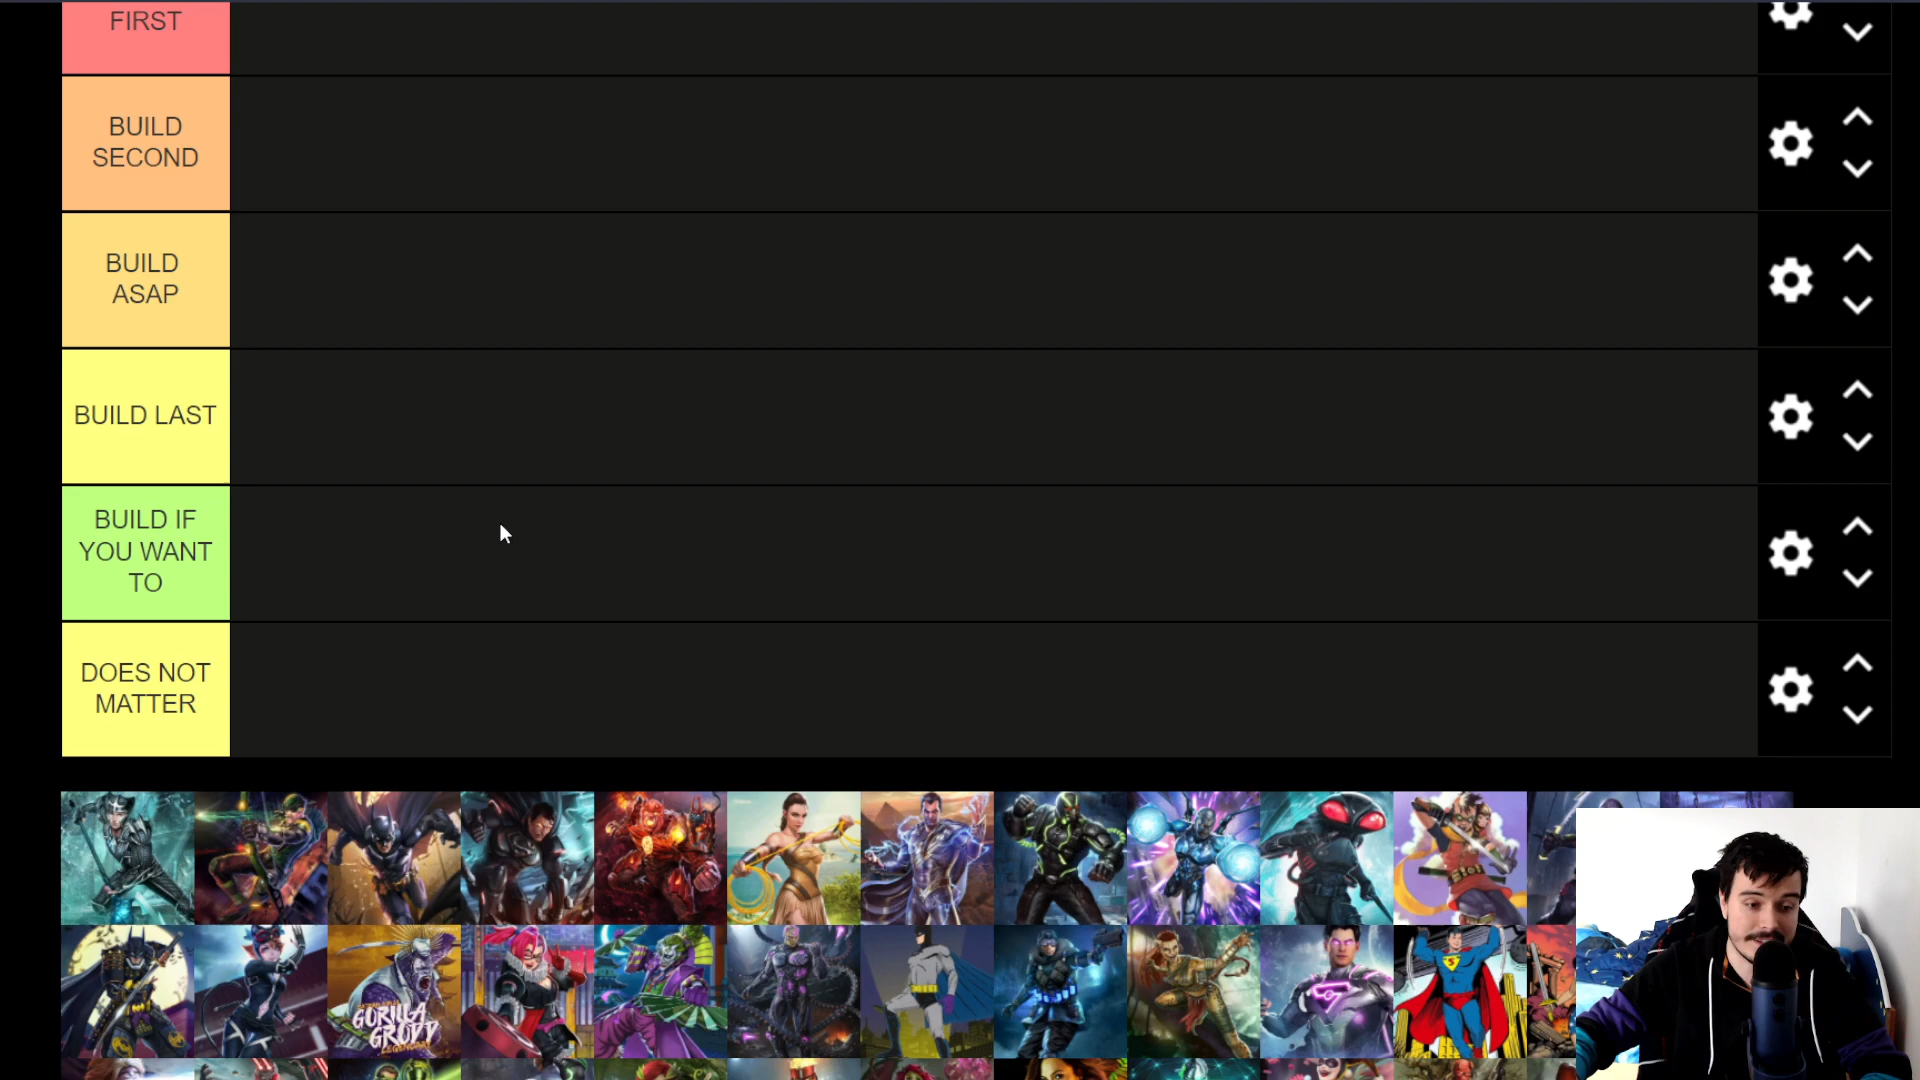 FIRST
BUILD
SECOND
BUILD
ASAP
BUILD LAST
BUILD IF
YOU WANT
TO
DOES NOT
MATTER
GORILLA
GRODD